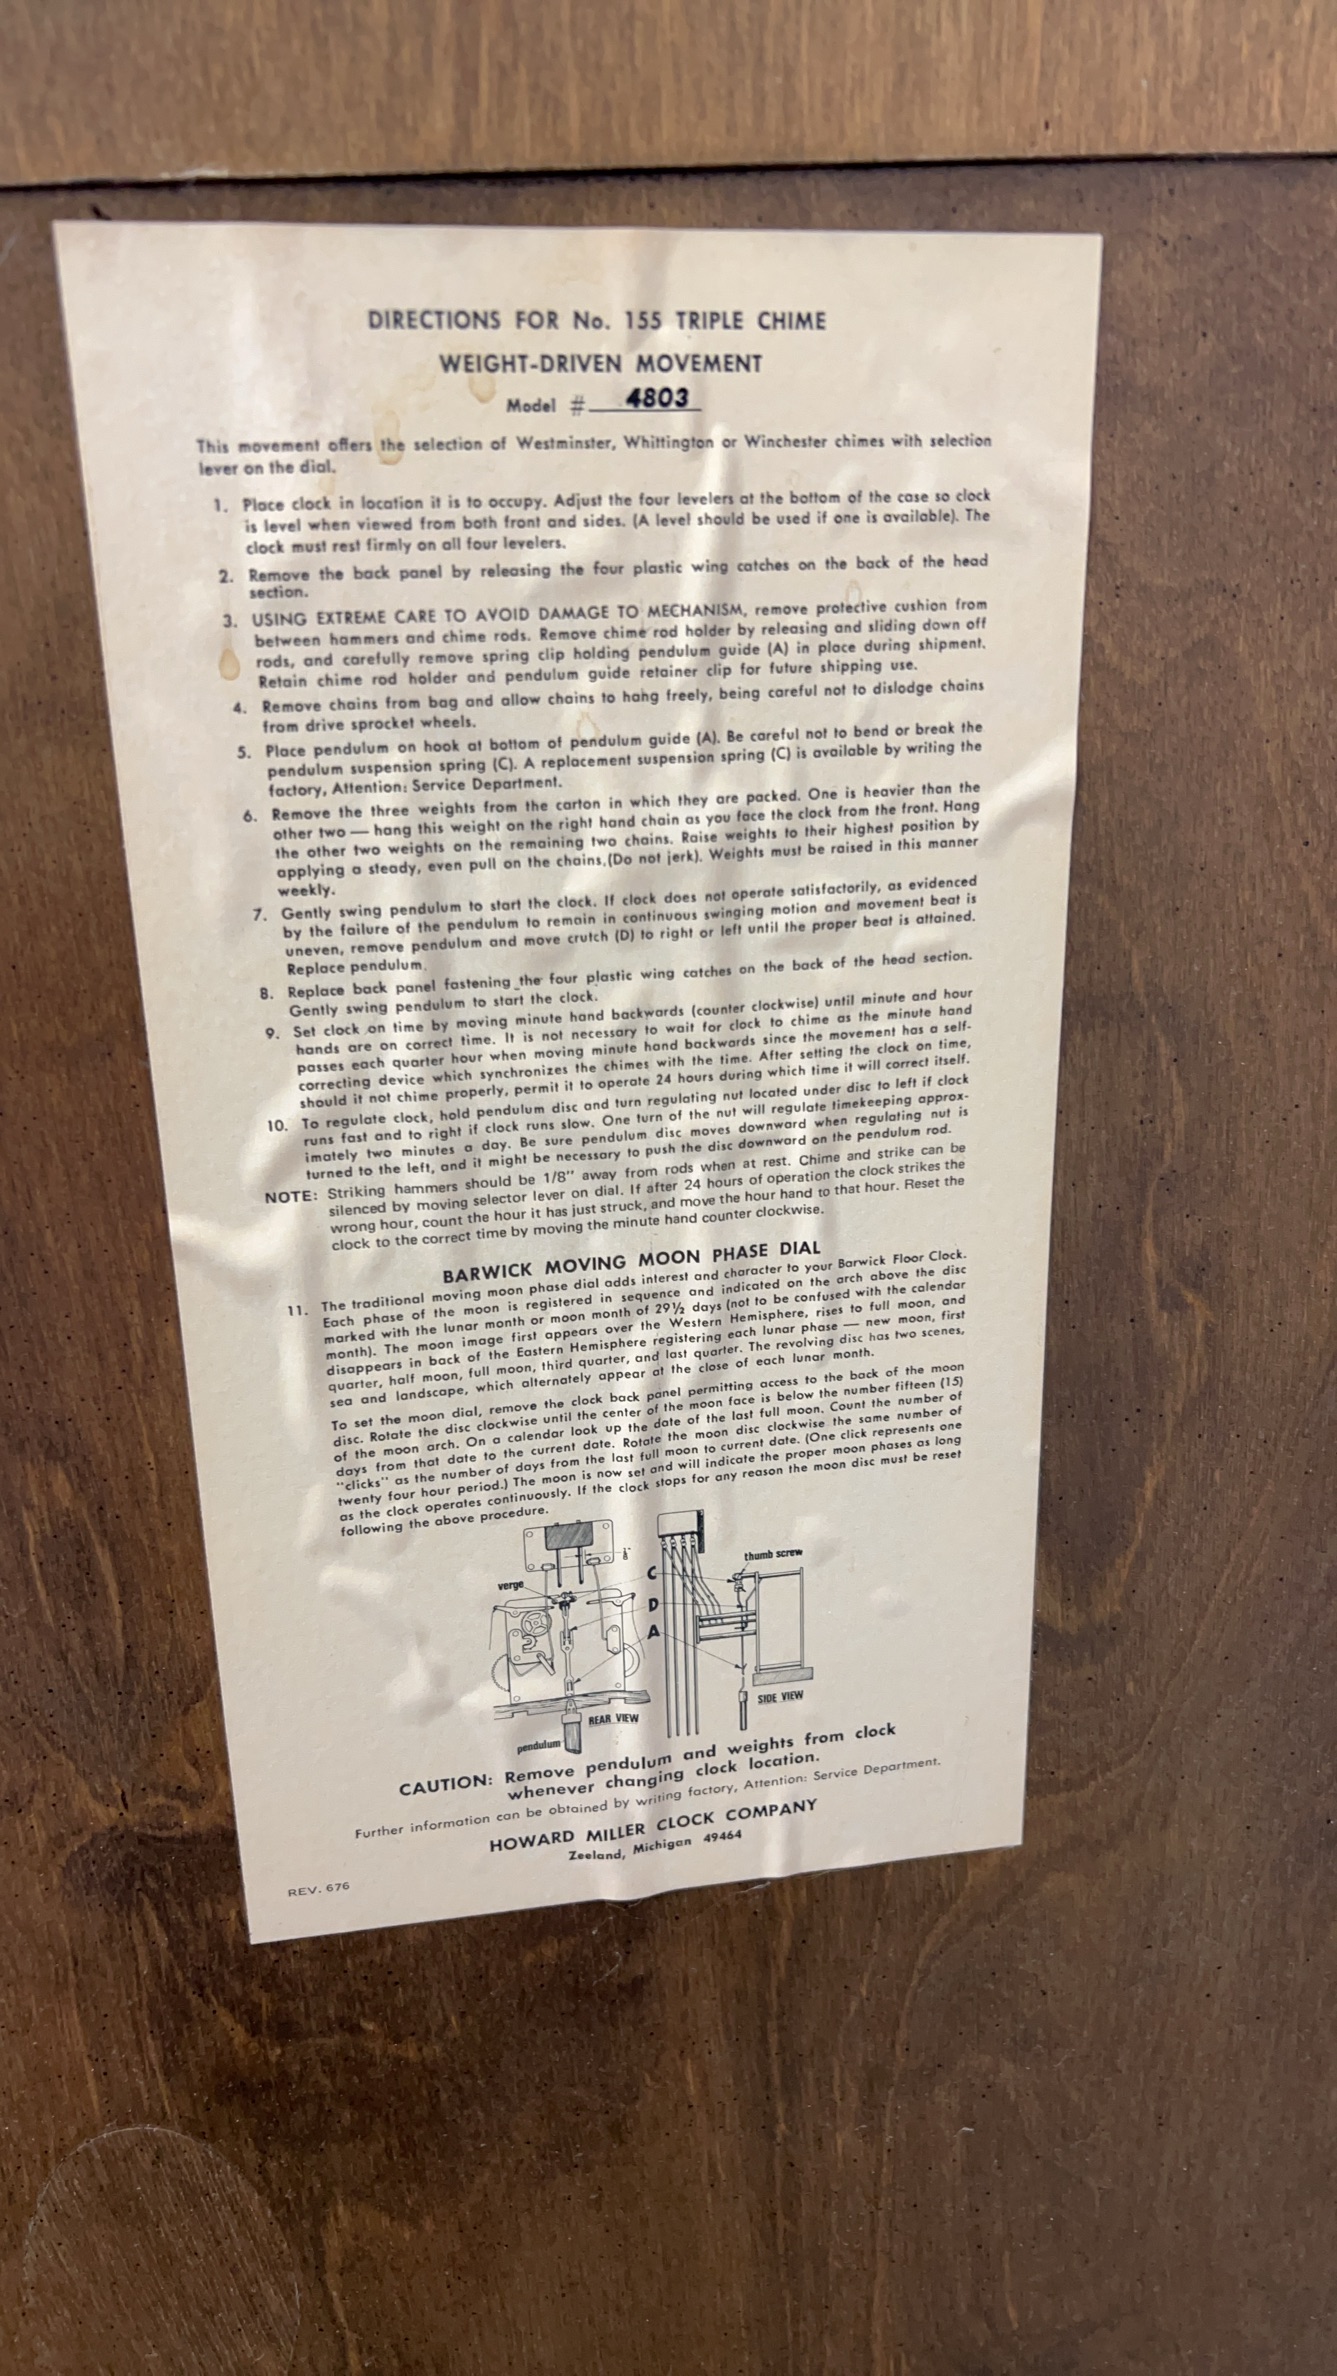 DIRECTIONS FOR No. 155 TRIPLE CHIME
WEIGHT-DRIVEN MOVEMENT
Model # 4803
This movement offers the selection of Westminster, Whittington or Winchester chimes with selection
lever on the dial.
1. Place clock in location it is to occupy. Adjust the four levelers at the bottom of the case so clock
is level when viewed from both front and sides. (A level should be used if one is available). The
clock must rest firmly on all four levelers.
2. Remove the back panel by releasing the four plastic wing catches on the back of the head
section.
3. USING EXTREME CARE TO AVOID DAMAGE TO MECHANISM, remove protective cushion from
between hammers and chime rods. Remove chime rod holder by releasing and sliding down off
rods, and carefully remove spring clip holding pendulum guide (A) in place during shipment.
Retain chime rod holder and pendulum guide retainer clip for future shipping use.
4. Remove chains from bag and allow chains to hang freely, being careful not to dislodge chains
from drive sprocket wheels.
5. Place pendulum on hook at bottom of pendulum guide (A). Be careful not to bend or break the
pendulum suspension spring (C). A replacement suspension spring (C) is available by writing the
factory, Attention: Service Department.
6. Remove the three weights from the carton in which they are packed. One is heavier than the
other two — hang this weight on the right hand chain as you face the clock from the front. Hang
the other two weights on the remaining two chains. Raise weights to their highest position by
applying a steady, even pull on the chains.(Do not jerk). Weights must be raised in this manner
weekly.
7. Gently swing pendulum to start the clock. If clock does not operate satisfactorily, as evidenced
by the failure of the pendulum to remain in continuous swinging motion and movement beat is
uneven, remove pendulum and move crutch (D) to right or left until the proper beat is attained.
Replace pendulum.
8. Replace back panel fastening the four plastic wing catches on the back of the head section.
Gently swing pendulum to start the clock.
9. Set clock on time by moving minute hand backwards (counter clockwise) until minute and hour
hands are on correct time. It is not necessary to wait for clock to chime as the minute hand
passes each quarter hour when moving minute hand backwards since the movement has a self-
correcting device which synchronizes the chimes with the time. After setting the clock on time,
should it not chime properly, permit it to operate 24 hours during which time it will correct itself.
10. To regulate clock, hold pendulum disc and turn regulating nut located under disc to left if clock
runs fast and to right if clock runs slow. One turn of the nut will regulate timekeeping approx-
imately two minutes a day. Be sure pendulum disc moves downward when regulating nut is
turned to the left, and it might be necessary to push the disc downward on the pendulum rod.
NOTE: Striking hammers should be 1/8" away from rods when at rest. Chime and strike can be
silenced by moving selector lever on dial. If after 24 hours of operation the clock strikes the
wrong hour, count the hour it has just struck, and move the hour hand to that hour. Reset the
clock to the correct time by moving the minute hand counter clockwise.
BARWICK MOVING MOON PHASE DIAL
11. The traditional moving moon phase dial adds interest and character to your Barwick Floor Clock.
Each phase of the moon is registered in sequence and indicated on the arch above the disc
marked with the lunar month or moon month of 29½ days (not to be confused with the calendar
month). The moon image first appears over the Western Hemisphere, rises to full moon, and
disappears in back of the Eastern Hemisphere registering each lunar phase — new moon, first
quarter, half moon, full moon, third quarter, and last quarter. The revolving disc has two scenes,
sea and landscape, which alternately appear at the close of each lunar month.
To set the moon dial, remove the clock back panel permitting access to the back of the moon
disc. Rotate the disc clockwise until the center of the moon face is below the number fifteen (15)
of the moon arch. On a calendar look up the date of the last full moon. Count the number of
days from that date to the current date. Rotate the moon disc clockwise the same number of
"clicks" as the number of days from the last full moon to current date. (One click represents one
twenty four hour period.) The moon is now set and will indicate the proper moon phases as long
as the clock operates continuously. If the clock stops for any reason the moon disc must be reset
following the above procedure.
thumb screw
verge
C
D
A
SIDE VIEW
REAR VIEW
pendulum
CAUTION: Remove pendulum and weights from clock
whenever changing clock location.
Further information can be obtained by writing factory, Attention: Service Department.
HOWARD MILLER CLOCK COMPANY
Zeeland, Michigan 49464
REV. 676